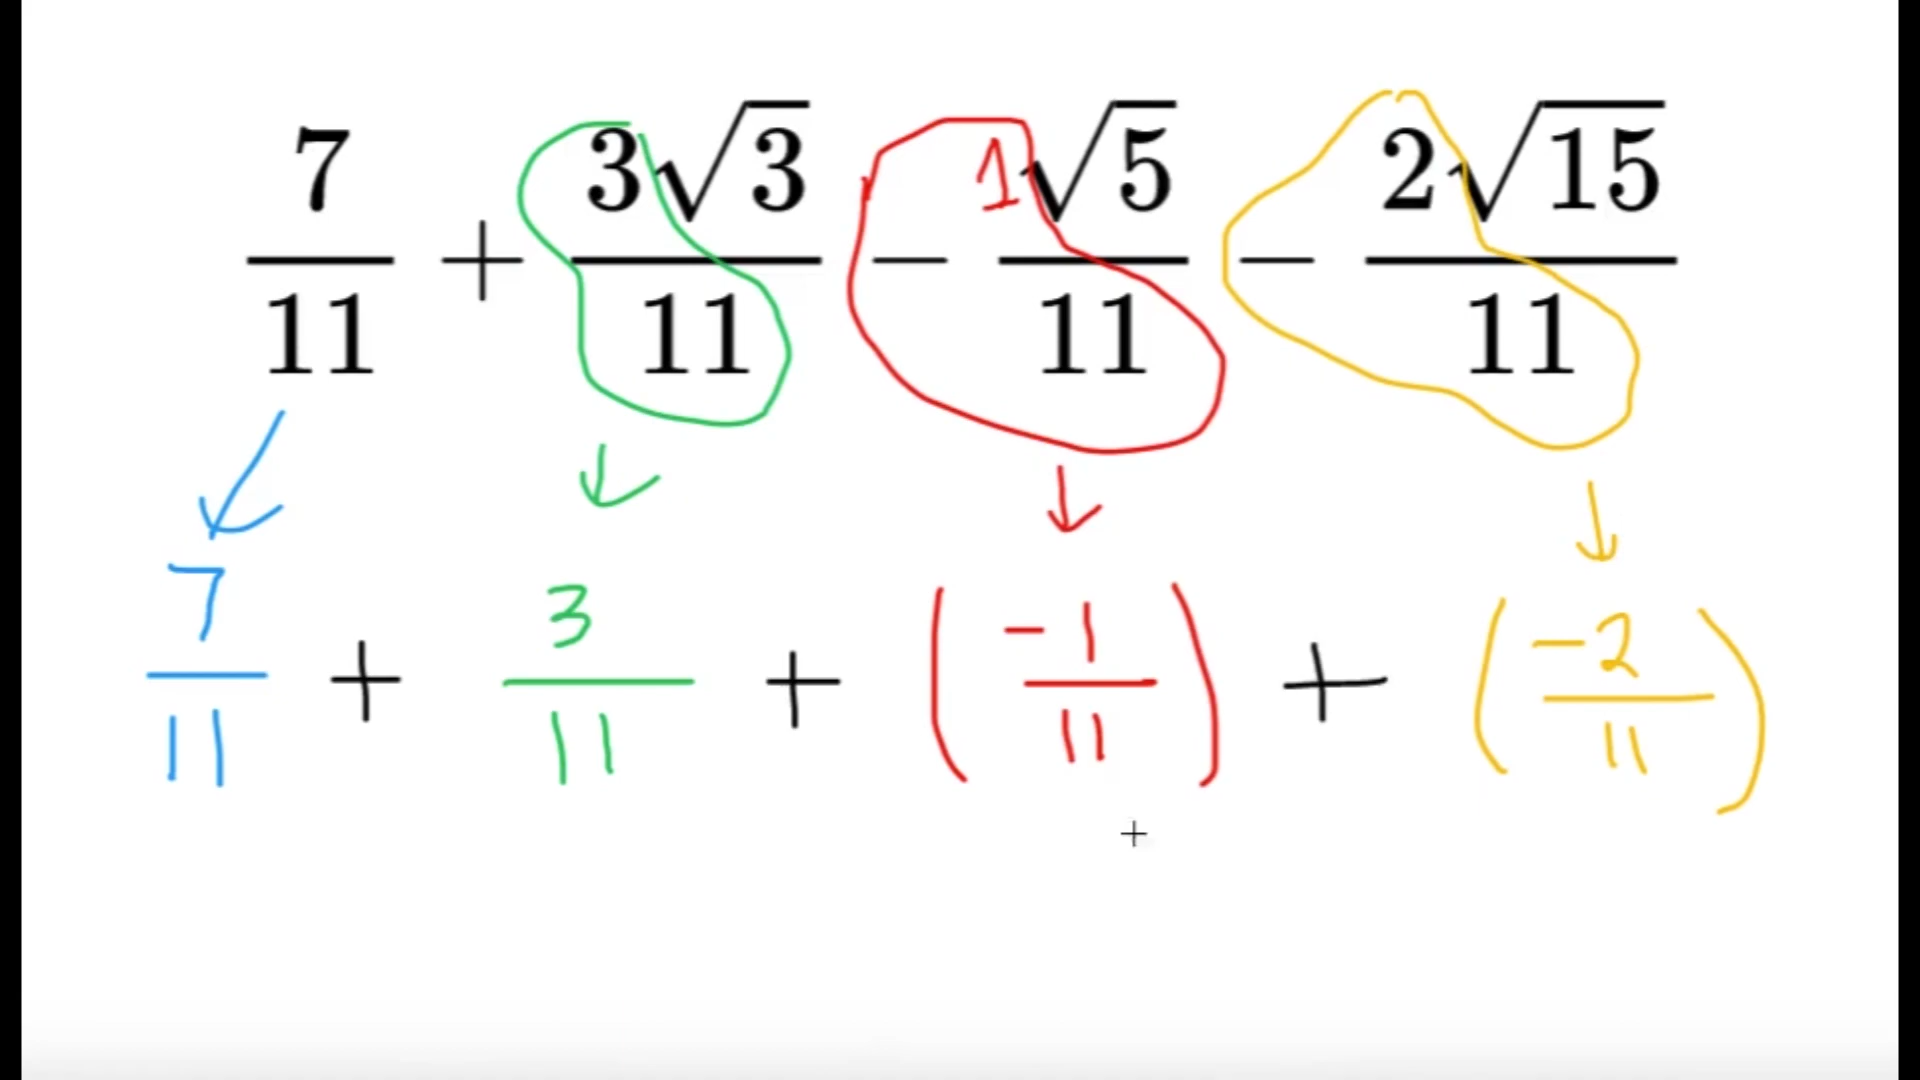 7/11 + 3√3/11 − 1√5/11 − 2√15/11
7/11 + 3/11 + (-1/11) + (-2/11)